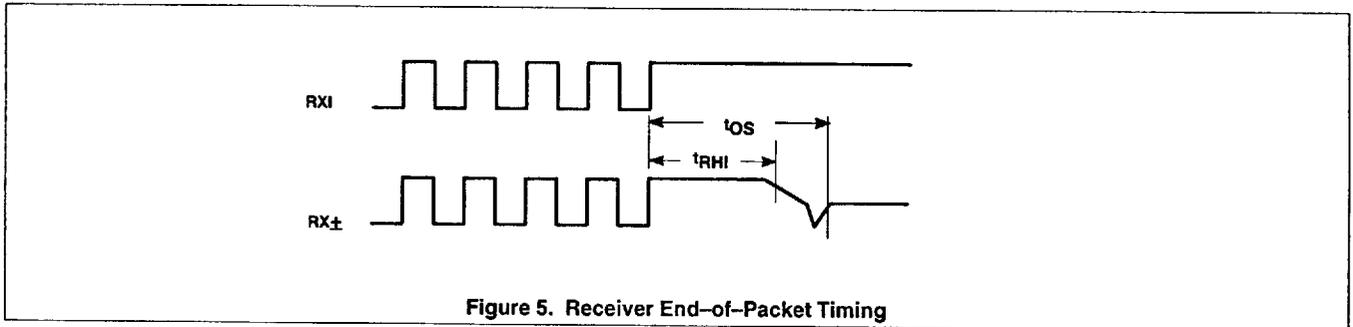 RXI
tOS
tRHI
RX±
Figure 5. Receiver End–of–Packet Timing